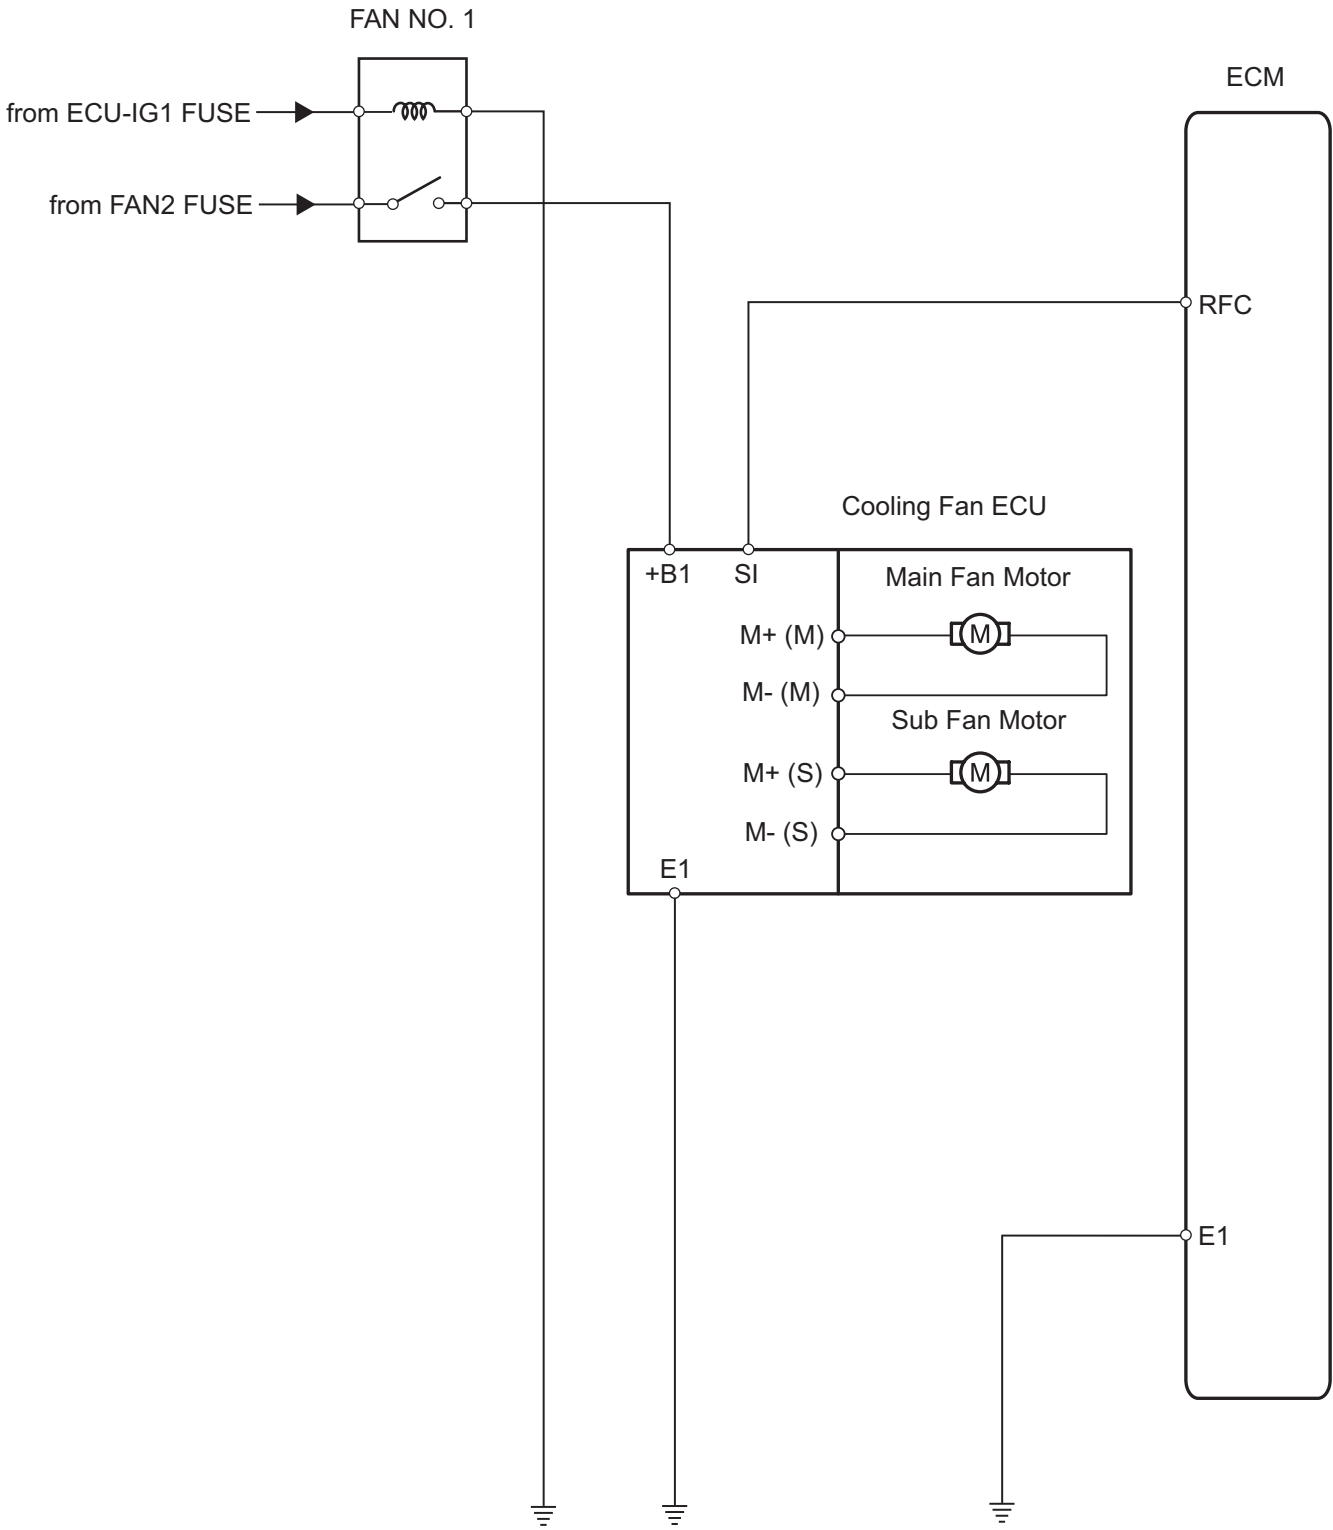 FAN NO. 1
ECM
from ECU-IG1 FUSE
from FAN2 FUSE
RFC
Cooling Fan ECU
+B1 SI
Main Fan Motor
M+ (M)
M
M- (M)
Sub Fan Motor
M+ (S)
M
M- (S)
E1
E1